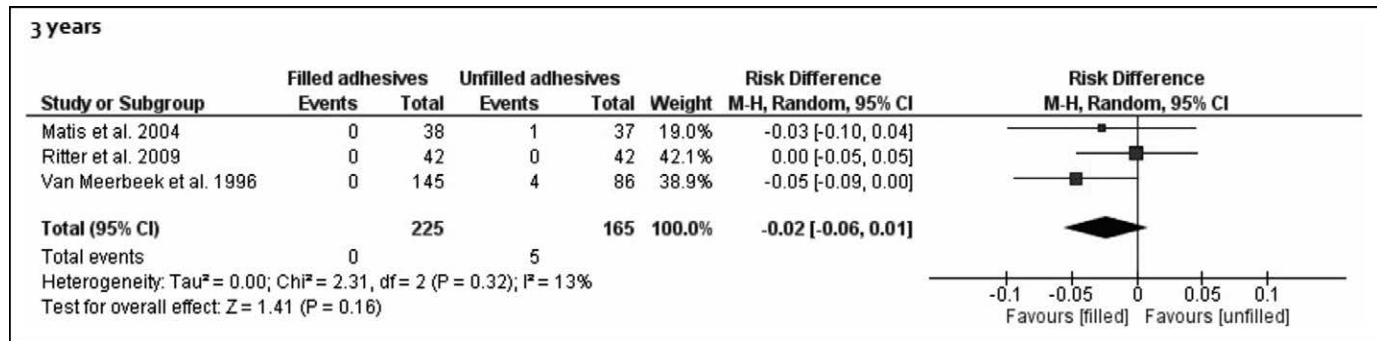 3 years
Filled adhesives Unfilled adhesives Risk Difference Risk Difference
Study or Subgroup Events Total Events Total Weight M-H, Random, 95% CI M-H, Random, 95% CI
Matis et al. 2004 0 38 1 37 19.0% -0.03 [-0.10, 0.04]
Ritter et al. 2009 0 42 0 42 42.1% 0.00 [-0.05, 0.05]
Van Meerbeek et al. 1996 0 145 4 86 38.9% -0.05 [-0.09, 0.00]
Total (95% CI) 225 165 100.0% -0.02 [-0.06, 0.01]
Total events 0 5
Heterogeneity: Tau² = 0.00; Chi² = 2.31, df = 2 (P = 0.32); I² = 13%
Test for overall effect: Z = 1.41 (P = 0.16)
-0.1 -0.05 0 0.05 0.1
Favours [filled] Favours [unfilled]